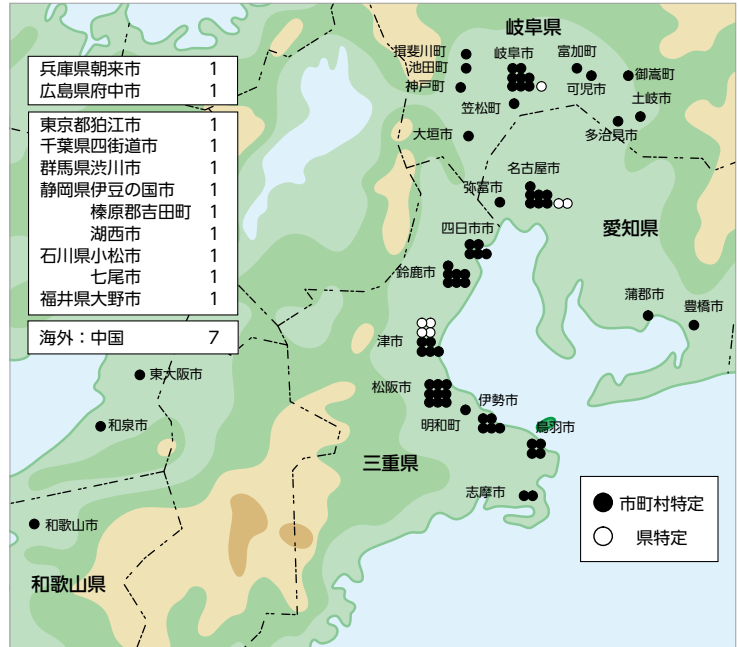 岐阜県
揖斐川町
岐阜市
富加町
池田町
御嵩町
神戸町
可児市
土岐市
笠松町
多治見市
大垣市
兵庫県朝来市 1
広島県府中市 1
東京都狛江市 1
千葉県四街道市 1
群馬県渋川市 1
静岡県伊豆の国市 1
榛原郡吉田町 1
湖西市 1
石川県小松市 1
七尾市 1
福井県大野市 1
海外：中国 7
名古屋市
弥富市
愛知県
四日市市
鈴鹿市
蒲郡市
豊橋市
津市
東大阪市
松阪市
伊勢市
和泉市
明和町
鳥羽市
三重県
志摩市
和歌山市
和歌山県
市町村特定
県特定